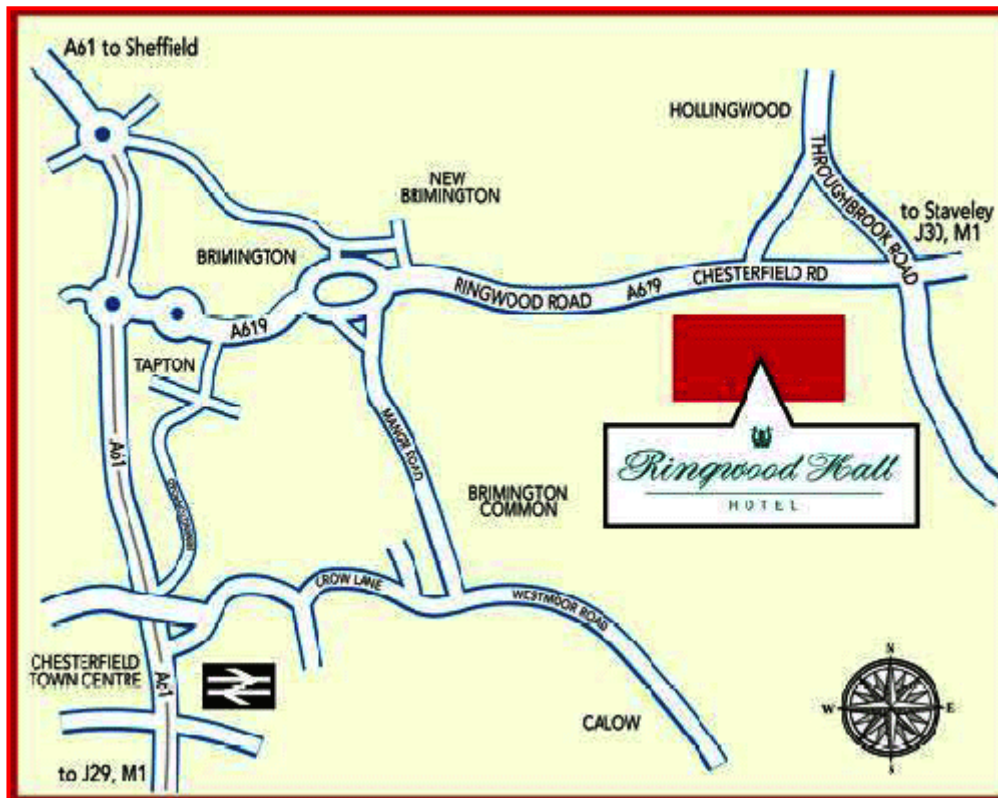 A61 to Sheffield
HOLLINGWOOD
THROUGHBROOK ROAD
NEW
BRIMINGTON
to Staveley
J30, M1
BRIMINGTON
RINGWOOD ROAD
A619
CHESTERFIELD RD
A619
TAPTON
MANOR ROAD
A61
Ringwood Hall
HOTEL
BRIMINGTON
COMMON
CROW LANE
WESTMOOR ROAD
CHESTERFIELD
TOWN CENTRE
A61
CALOW
N
W
E
S
to J29, M1